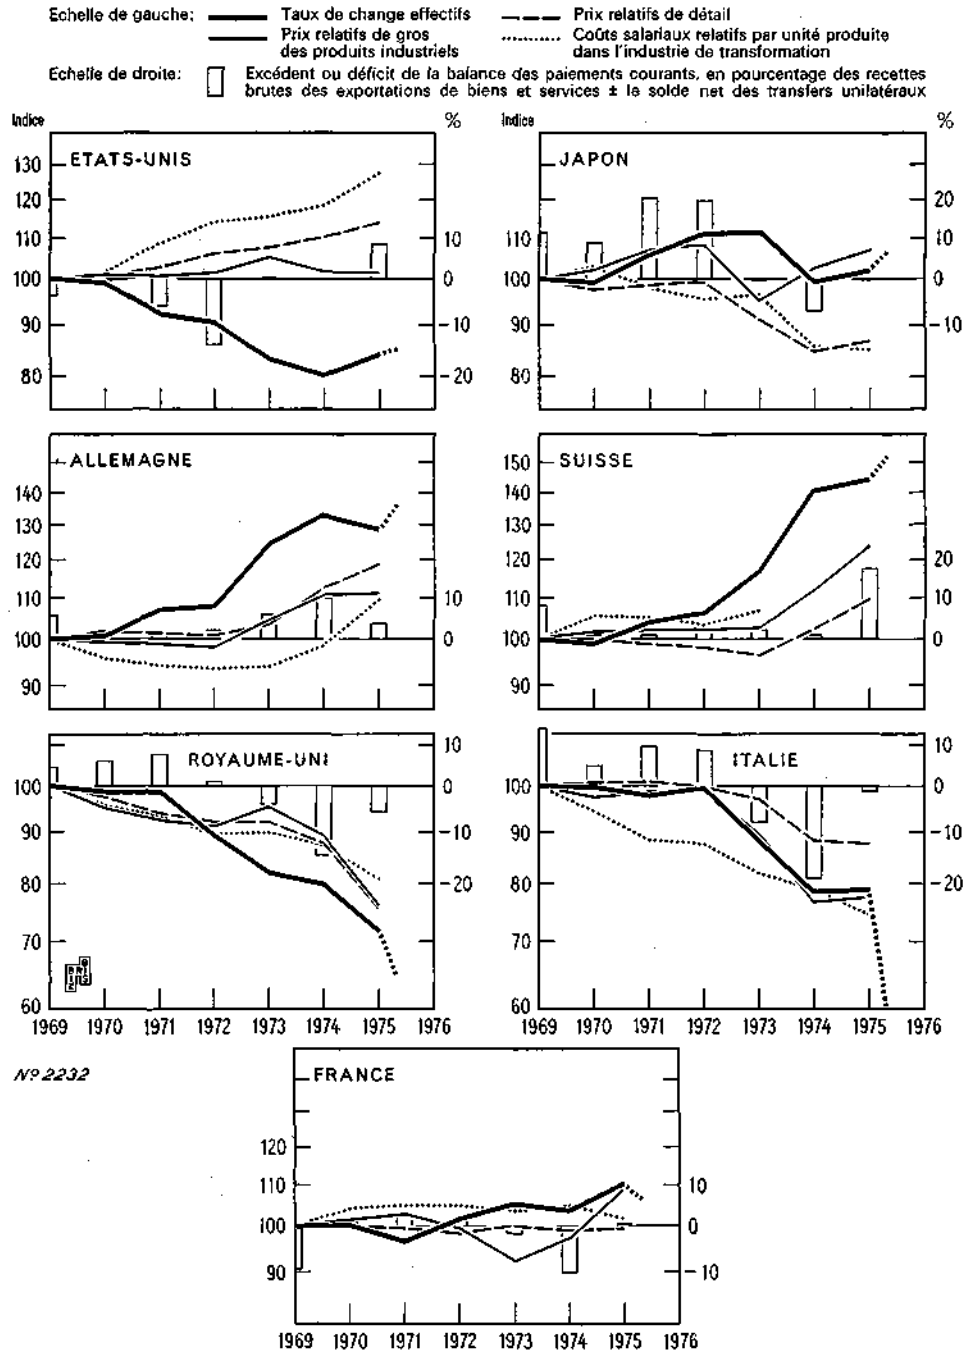 Echelle de gauche: Taux de change effectifs Prix relatifs de détail
Prix relatifs de gros des produits industriels Coûts salariaux relatifs par unité produite dans l'industrie de transformation
Echelle de droite: Excédent ou déficit de la balance des paiements courants, en pourcentage des recettes
brutes des exportations de biens et services ± le solde net des transfers unilatéraux
Indice % Indice %
ETATS-UNIS JAPON
130
120 120 20
110 10 110 10
100 0 100 0
90 -10 90 -10
80 -20 80
ALLEMAGNE SUISSE
150
140 140
130 130
120 120 20
110 10 110 10
100 0 100 0
90 90
ROYAUME-UNI ITALIE
10 10
100 0 100 0
90 -10 90 -10
80 -20 80 -20
70 70
60 60
1969 1970 1971 1972 1973 1974 1975 1976 1969 1970 1971 1972 1973 1974 1975 1976
Nº 2232
FRANCE
120
110 10
100 0
90 -10
1969 1970 1971 1972 1973 1974 1975 1976